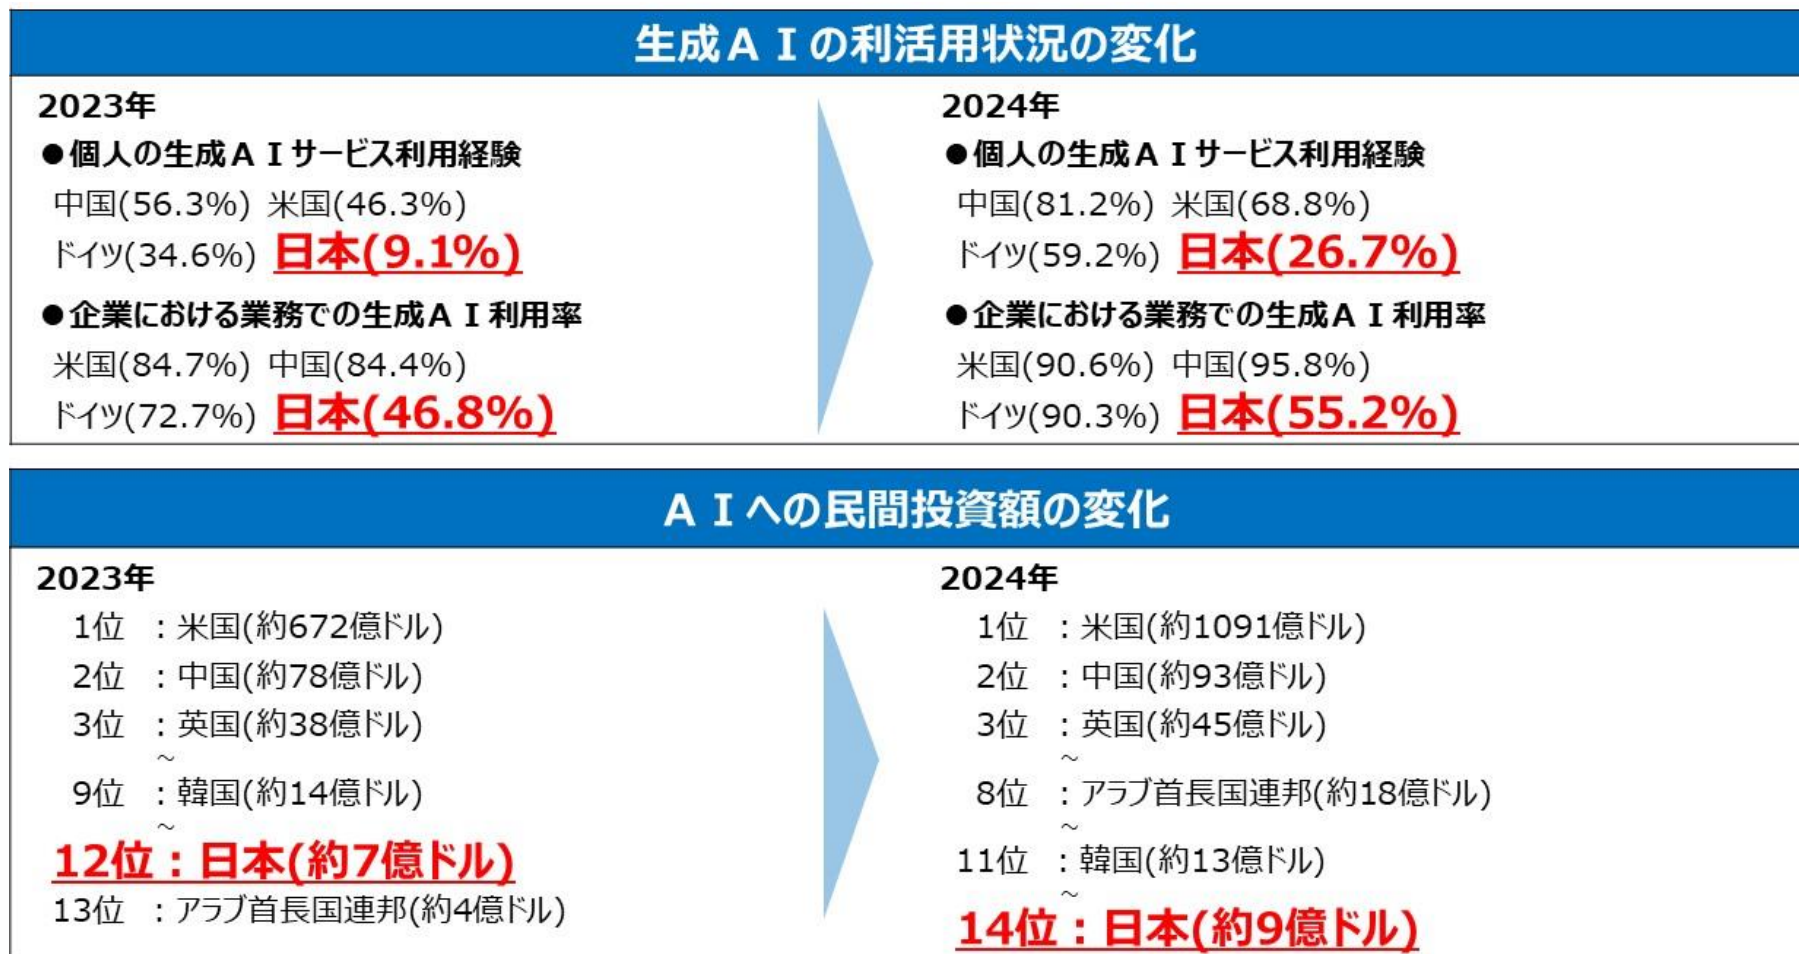 生成ＡＩの利活用状況の変化
2023年
●個人の生成ＡＩサービス利用経験
中国(56.3%) 米国(46.3%)
ドイツ(34.6%) 日本(9.1%)
●企業における業務での生成ＡＩ利用率
米国(84.7%) 中国(84.4%)
ドイツ(72.7%) 日本(46.8%)
2024年
●個人の生成ＡＩサービス利用経験
中国(81.2%) 米国(68.8%)
ドイツ(59.2%) 日本(26.7%)
●企業における業務での生成ＡＩ利用率
米国(90.6%) 中国(95.8%)
ドイツ(90.3%) 日本(55.2%)
ＡＩへの民間投資額の変化
2023年
1位 ：米国(約672億ドル)
2位 ：中国(約78億ドル)
3位 ：英国(約38億ドル)
～
9位 ：韓国(約14億ドル)
～
12位：日本(約7億ドル)
13位 ：アラブ首長国連邦(約4億ドル)
2024年
1位 ：米国(約1091億ドル)
2位 ：中国(約93億ドル)
3位 ：英国(約45億ドル)
～
8位 ：アラブ首長国連邦(約18億ドル)
～
11位 ：韓国(約13億ドル)
～
14位：日本(約9億ドル)